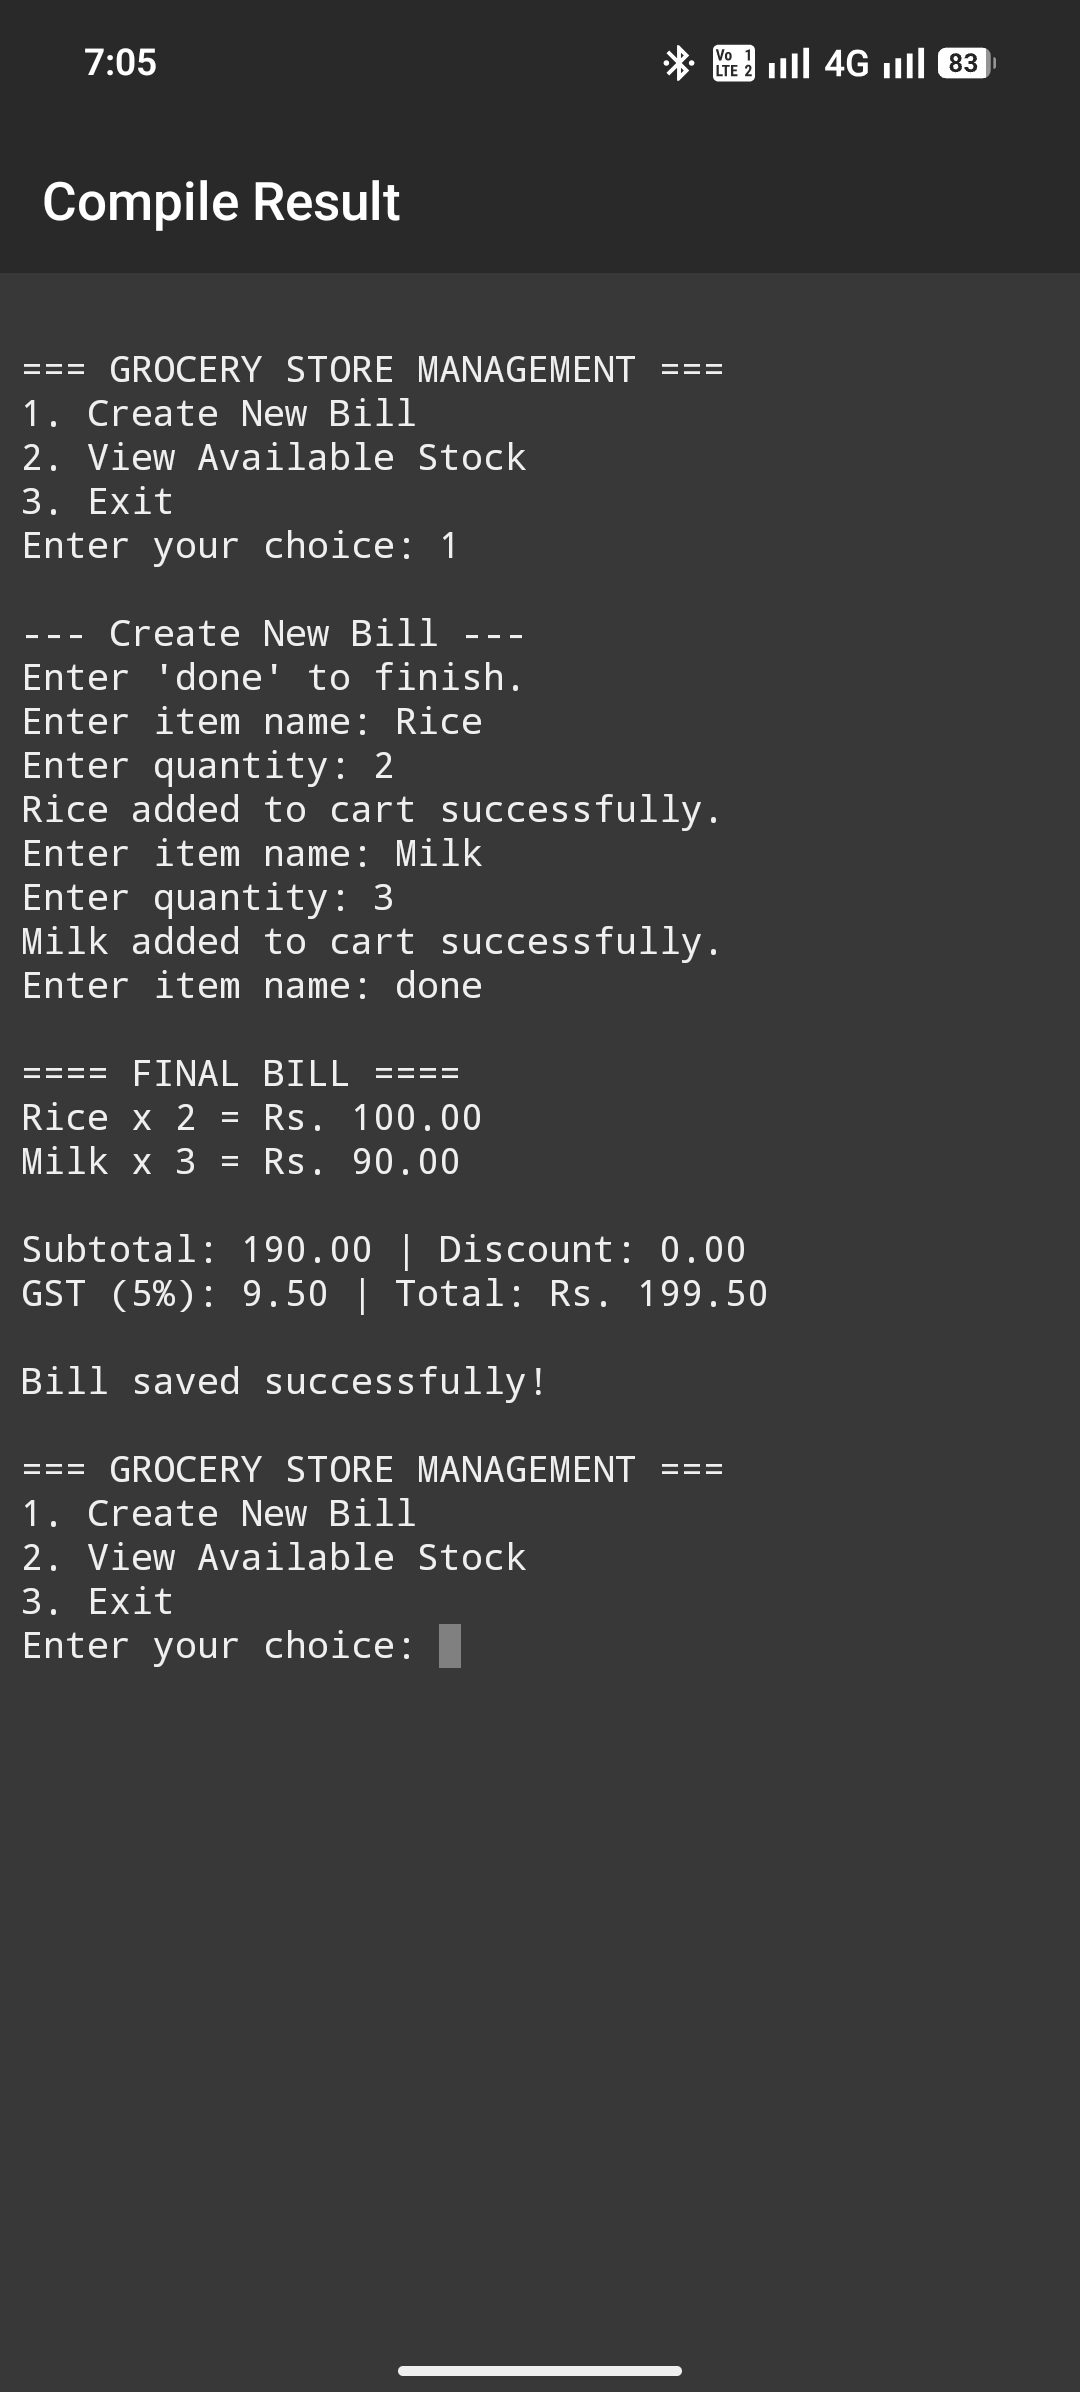 7:05
Vo 1
LTE 2
4G
83
Compile Result
=== GROCERY STORE MANAGEMENT ===
1. Create New Bill
2. View Available Stock
3. Exit
Enter your choice: 1
--- Create New Bill ---
Enter 'done' to finish.
Enter item name: Rice
Enter quantity: 2
Rice added to cart successfully.
Enter item name: Milk
Enter quantity: 3
Milk added to cart successfully.
Enter item name: done
==== FINAL BILL ====
Rice x 2 = Rs. 100.00
Milk x 3 = Rs. 90.00
Subtotal: 190.00 | Discount: 0.00
GST (5%): 9.50 | Total: Rs. 199.50
Bill saved successfully!
=== GROCERY STORE MANAGEMENT ===
1. Create New Bill
2. View Available Stock
3. Exit
Enter your choice: